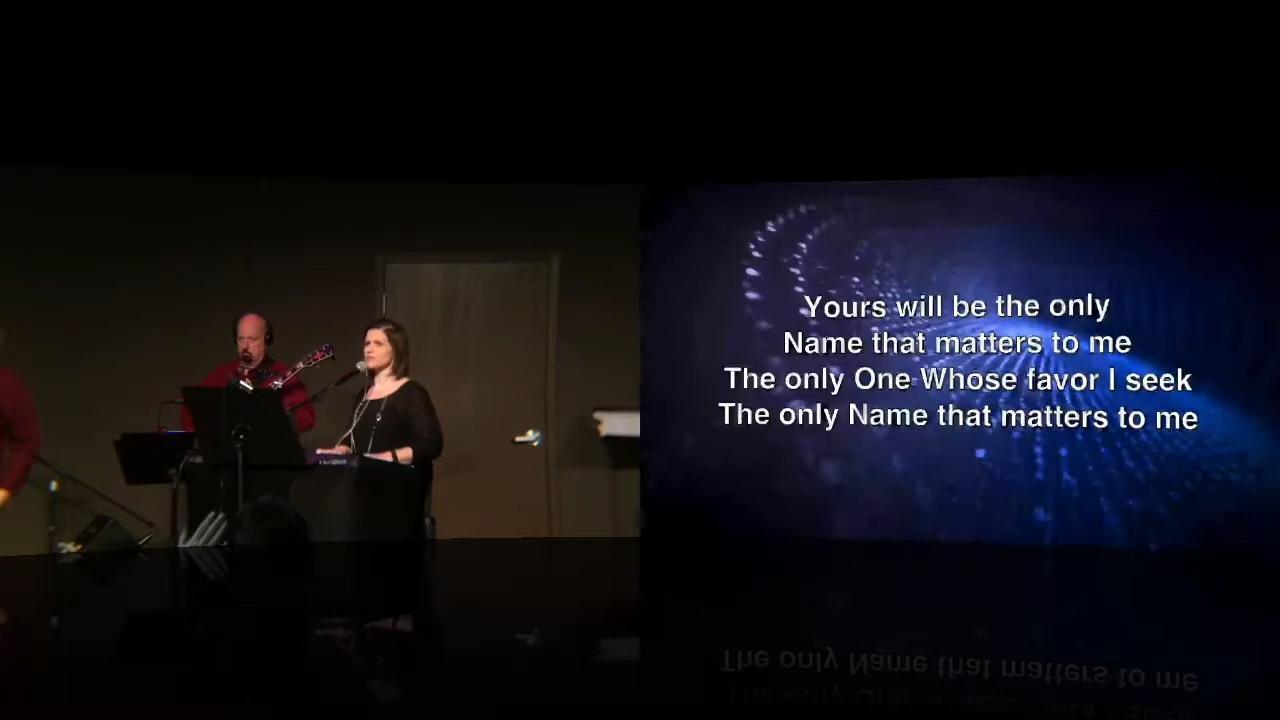 Yours will be the only
Name that matters to me
The only One Whose favor I seek
The only Name that matters to me